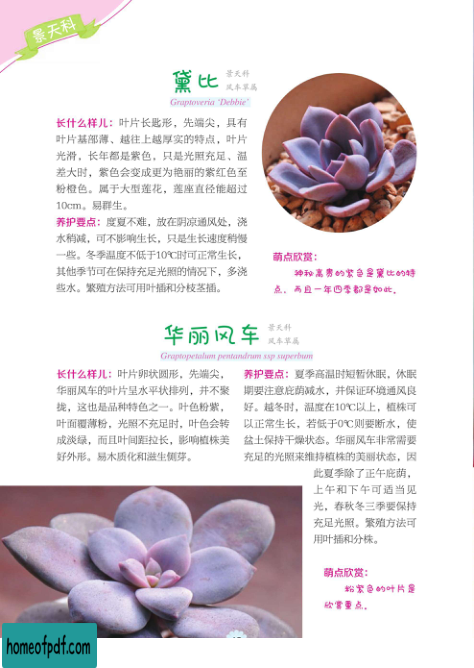 景天科
黛比
景天科
风车草属
Graptoveria 'Debbie'
长什么样儿：叶片长匙形，先端尖，具有
叶片基部薄、越往上越厚实的特点，叶片
光滑，长年都是紫色，只是光照充足、温
差大时，紫色会变成更为艳丽的紫红色至
粉橙色。属于大型莲花，莲座直径能超过
10cm。易群生。
养护要点：度夏不难，放在阴凉通风处，浇
水稍减，可不影响生长，只是生长速度稍慢
一些。冬季温度不低于10℃时可正常生长，
其他季节可在保持充足光照的情况下，多浇
些水。繁殖方法可用叶插和分枝茎插。
萌点欣赏：
神秘高贵的紫色是黛比的特
点，而且一年四季都是如此。
华丽风车
景天科
风车草属
Graptopetalum pentandrum ssp superbum
长什么样儿：叶片卵状圆形，先端尖，
华丽风车的叶片呈水平状排列，并不聚
拢，这也是品种特色之一。叶色粉紫，
叶面覆薄粉，光照不充足时，叶色会转
成淡绿，而且叶间距拉长，影响植株美
好外形。易木质化和滋生侧芽。
养护要点：夏季高温时短暂休眠，休眠
期要注意庇荫减水，并保证环境通风良
好。越冬时，温度在10℃以上，植株可
以正常生长，若低于0℃则要断水，使
盆土保持干燥状态。华丽风车非常需要
充足的光照来维持植株的美丽状态，因
此夏季除了正午庇荫，
上午和下午可适当见
光，春秋冬三季要保持
充足光照。繁殖方法可
用叶插和分株。
萌点欣赏：
粉紫色的叶片是
欣赏重点。
homeofpdf.com